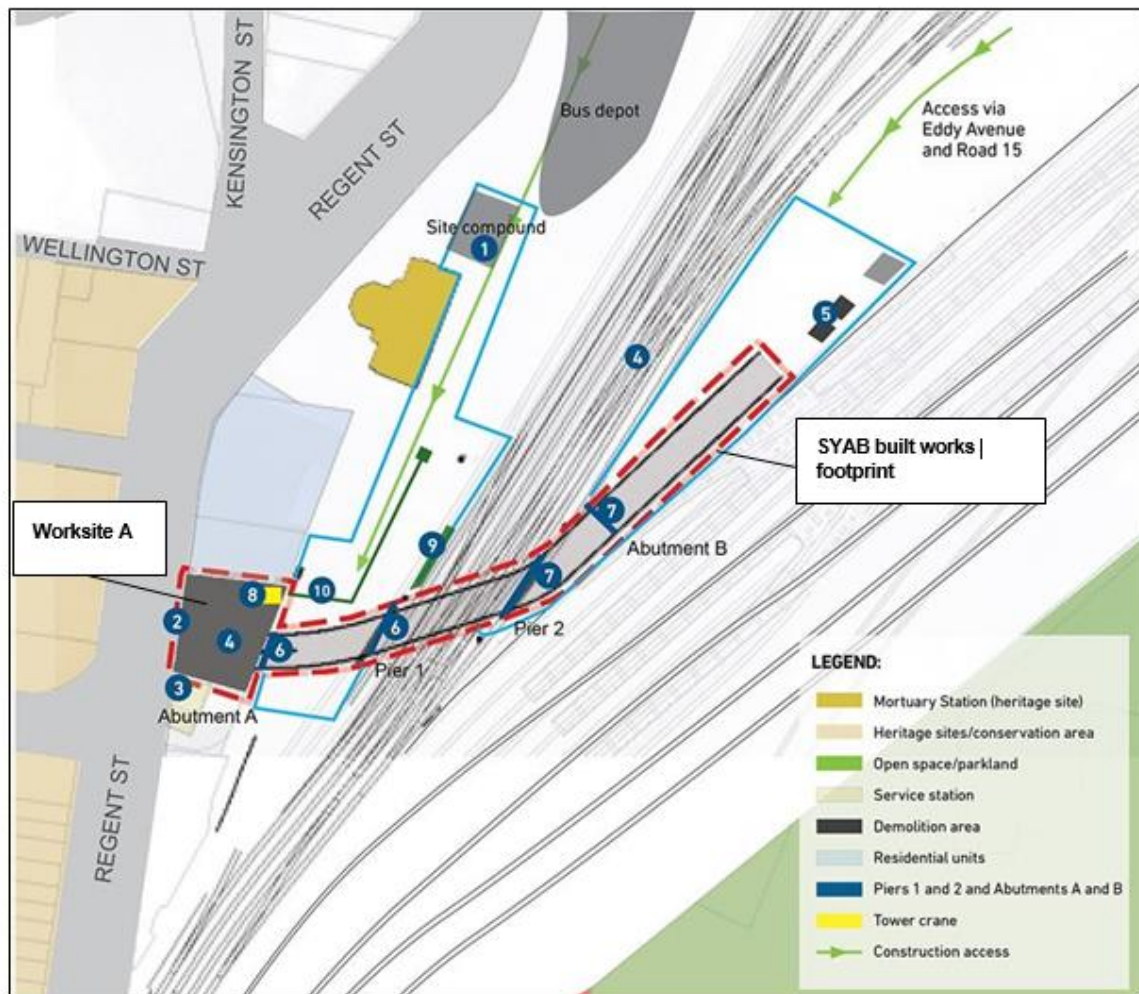 KENSINGTON ST
REGENT ST
WELLINGTON ST
Bus depot
Access via
Eddy Avenue
and Road 15
Site compound
1
5
4
SYAB built works |
footprint
Worksite A
7
Abutment B
9
10
8
7
2
4
6
6
Pier 2
Pier 1
3
Abutment A
REGENT ST
LEGEND:
Mortuary Station (heritage site)
Heritage sites/conservation area
Open space/parkland
Service station
Demolition area
Residential units
Piers 1 and 2 and Abutments A and B
Tower crane
Construction access